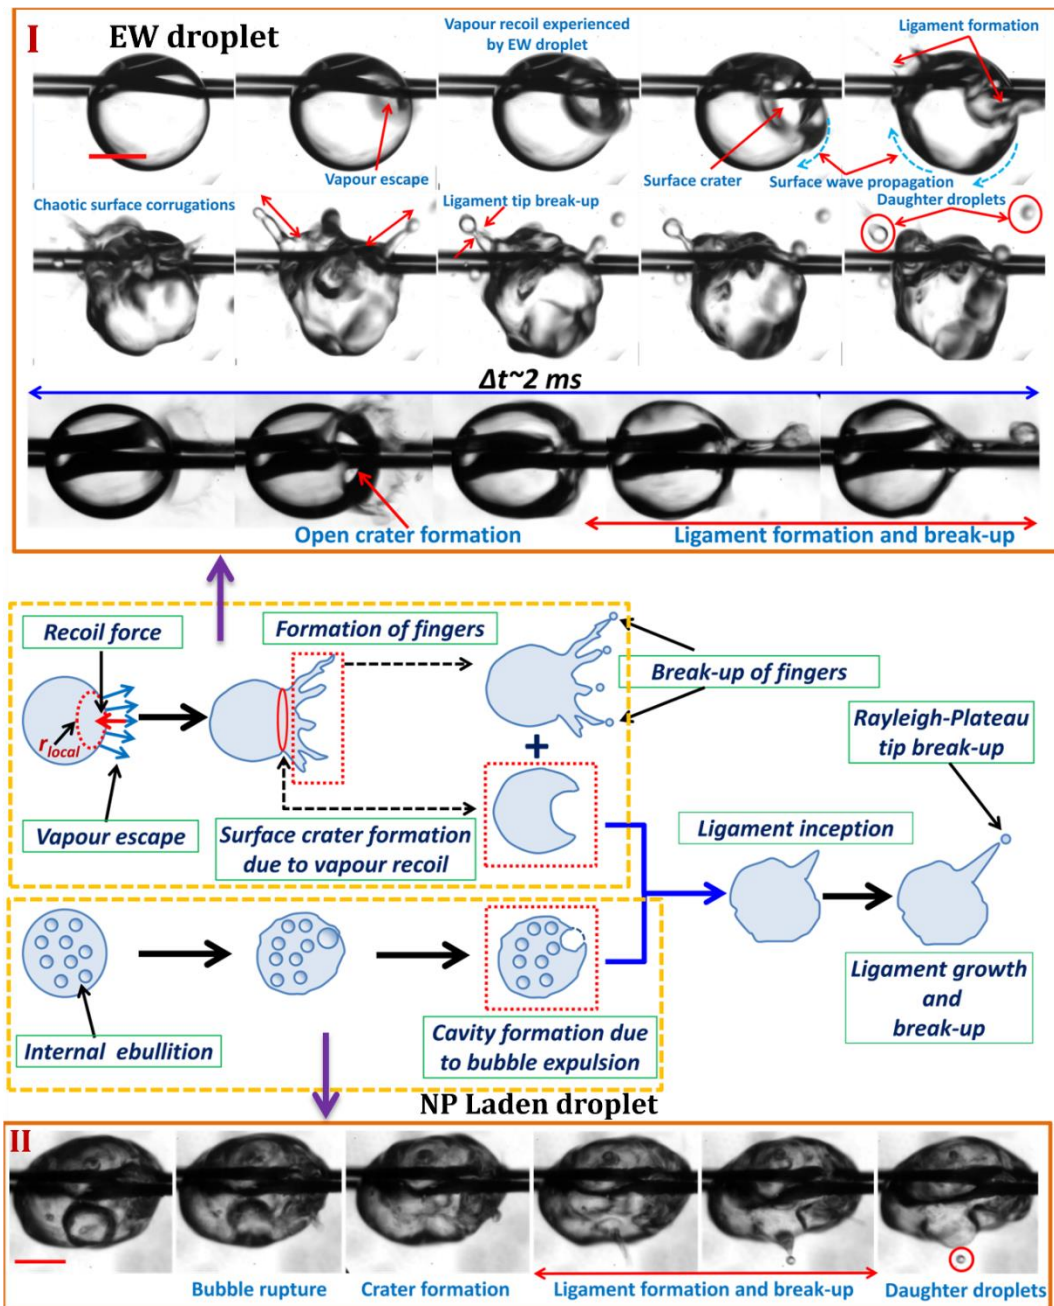 I
EW droplet
Vapour recoil experienced
by EW droplet
Ligament formation
Vapour escape
Surface crater
Surface wave propagation
Chaotic surface corrugations
Ligament tip break-up
Daughter droplets
Δt~2 ms
Open crater formation
Ligament formation and break-up
Recoil force
Formation of fingers
Break-up of fingers
r_local
Rayleigh-Plateau
tip break-up
+
Vapour escape
Surface crater formation
due to vapour recoil
Ligament inception
Internal ebullition
Cavity formation due
to bubble expulsion
Ligament growth
and
break-up
NP Laden droplet
II
Bubble rupture
Crater formation
Ligament formation and break-up
Daughter droplets